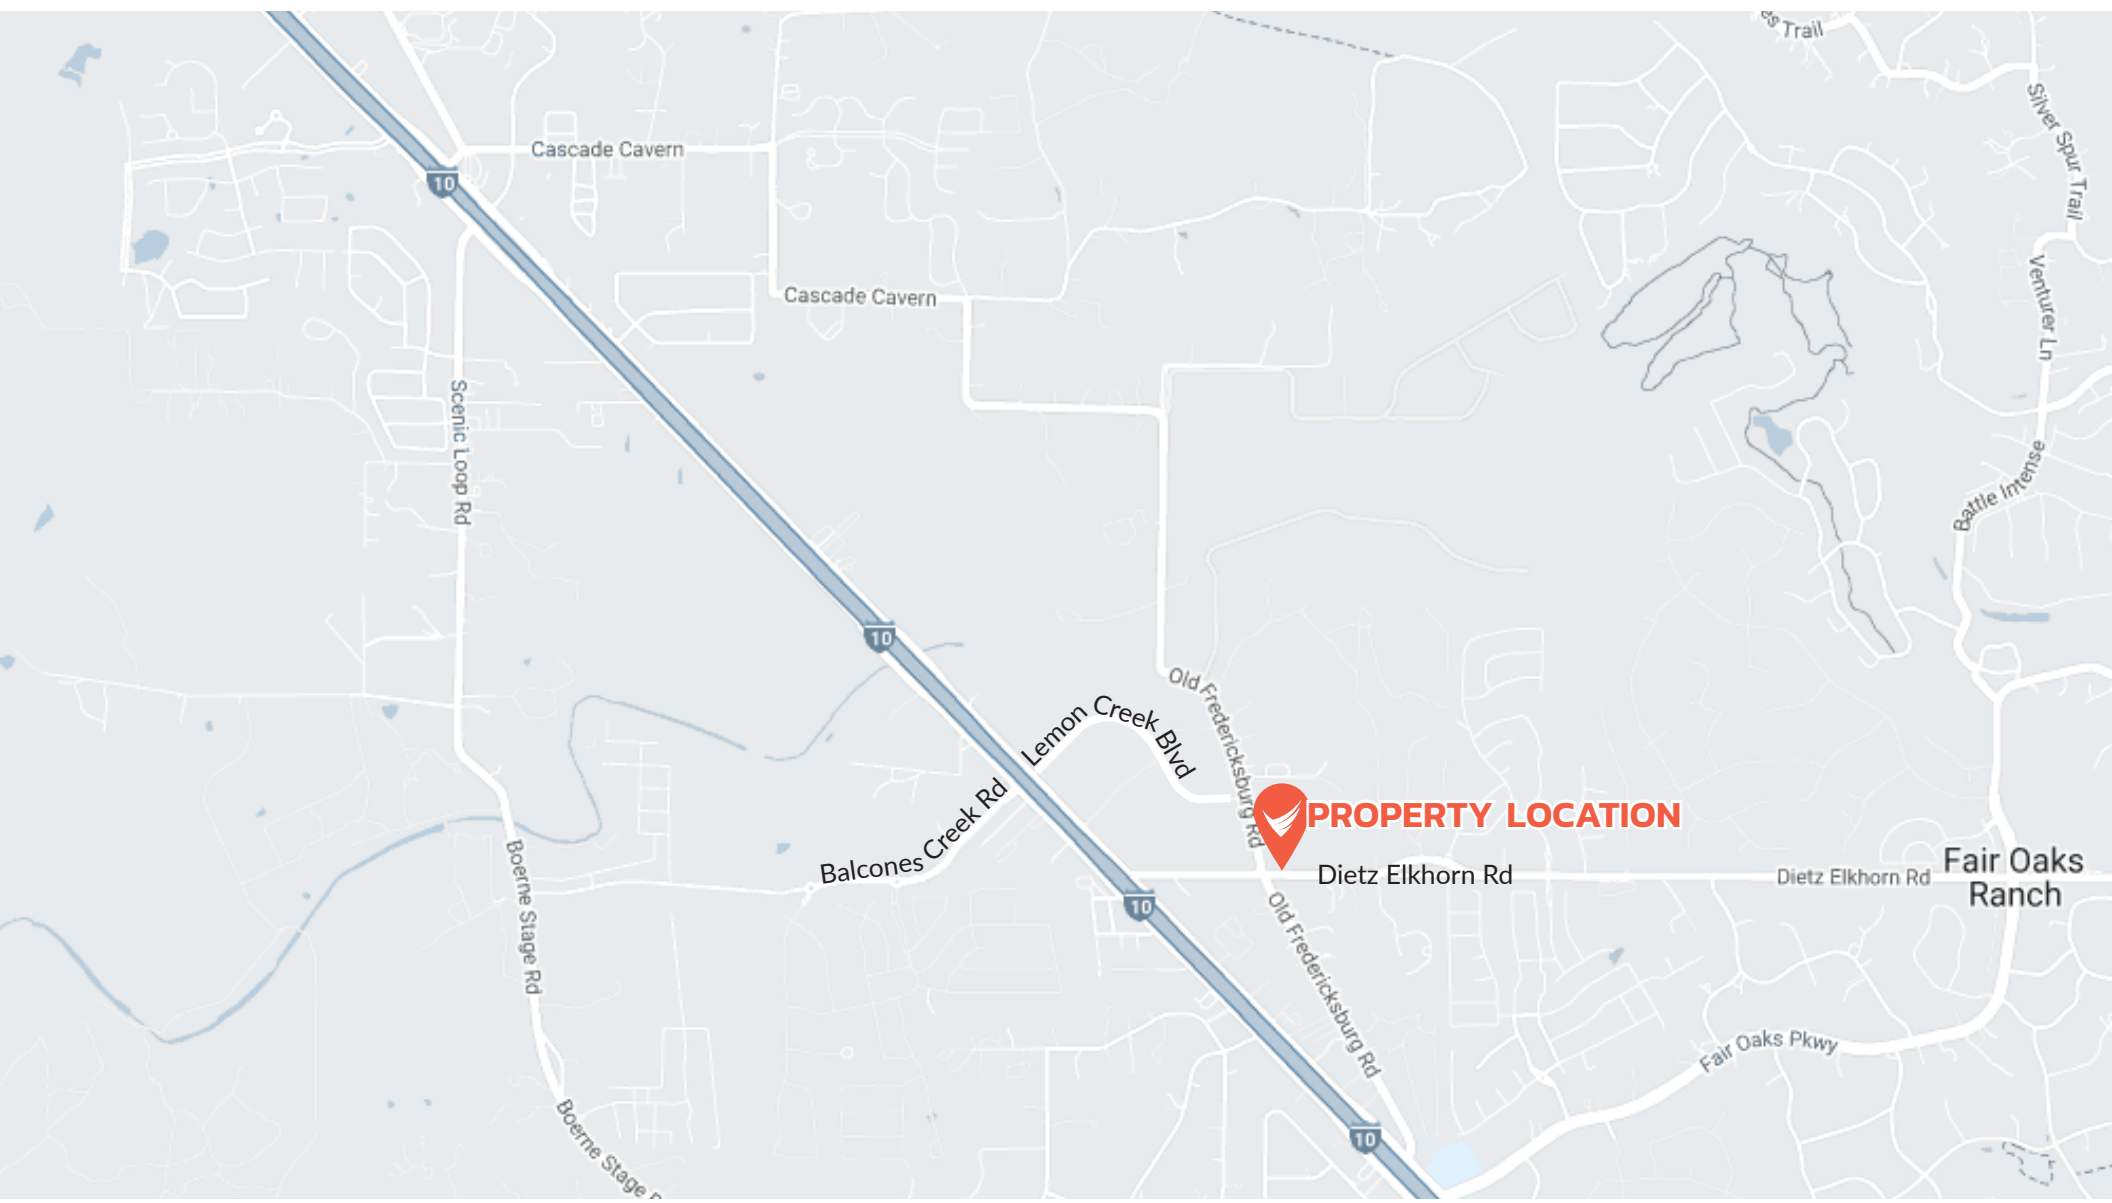 es Trail
Silver Spur Trail
Cascade Cavern
10
Cascade Cavern
Venturer Ln
Scenic Loop Rd
Battle Intense
10
Old Fredericksburg Rd
Lemon Creek Blvd
Balcones Creek Rd
PROPERTY LOCATION
Dietz Elkhorn Rd
Dietz Elkhorn Rd
Fair Oaks
Ranch
10
Boerne Stage Rd
Old Fredericksburg Rd
Fair Oaks Pkwy
10
Boerne Stage